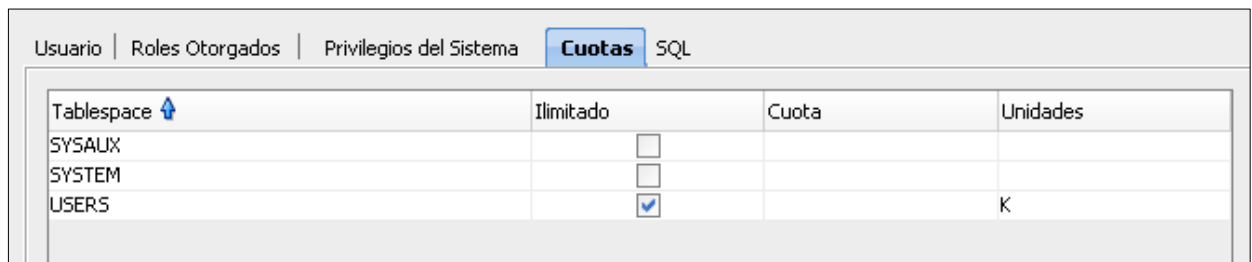 Usuario Roles Otorgados Privilegios del Sistema Cuotas SQL
Tablespace Ilimitado Cuota Unidades
SYSAUX
SYSTEM
USERS K